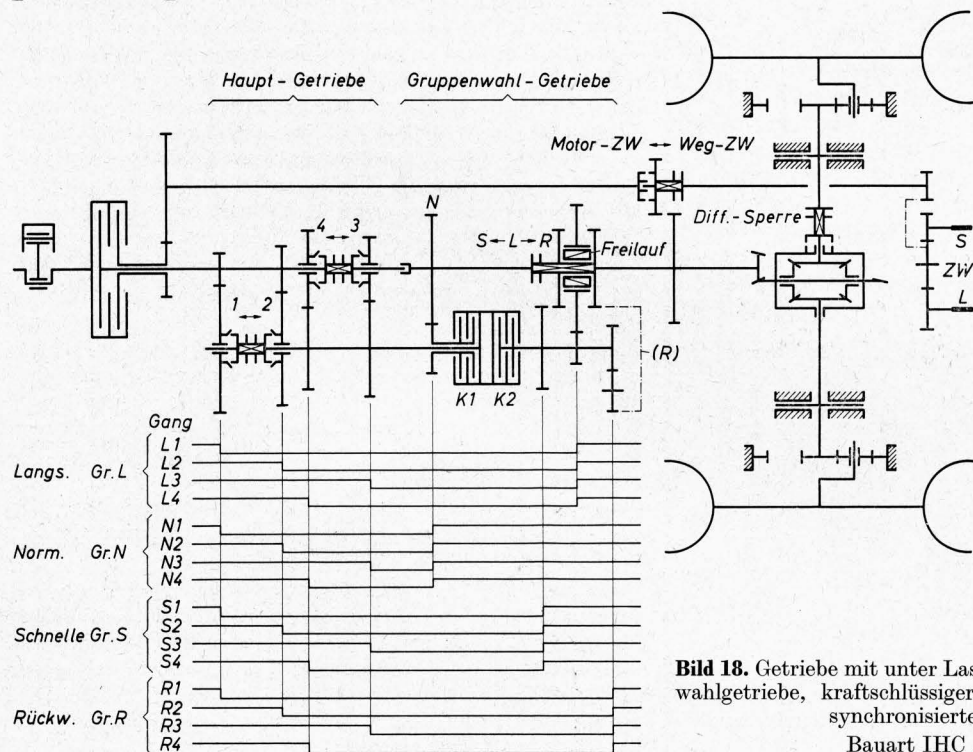 Haupt-Getriebe Gruppenwahl-Getriebe
Motor-ZW Weg-ZW
N
Diff.-Sperre
4 3
S L R
Freilauf
S
ZW
L
1 2
(R)
K1 K2
Gang
L1
L2
Langs. Gr. L
L3
L4
N1
N2
Norm. Gr. N
N3
N4
S1
S2
Schnelle Gr. S
S3
S4
R1
R2
Rückw. Gr. R
R3
R4
Bild 18. Getriebe mit unter Las
wahlgetriebe, kraftschlüssiger
synchronisierte
Bauart IHC